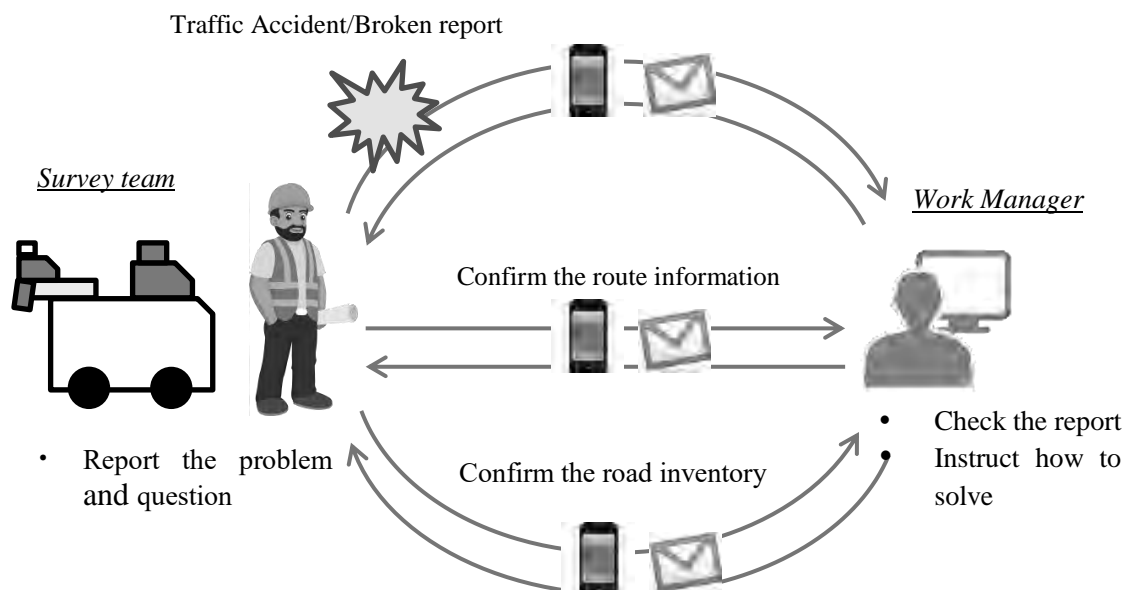 Traffic Accident/Broken report
Survey team
Work Manager
Confirm the route information
• Check the report
• Instruct how to
solve
· Report the problem
and question
Confirm the road inventory